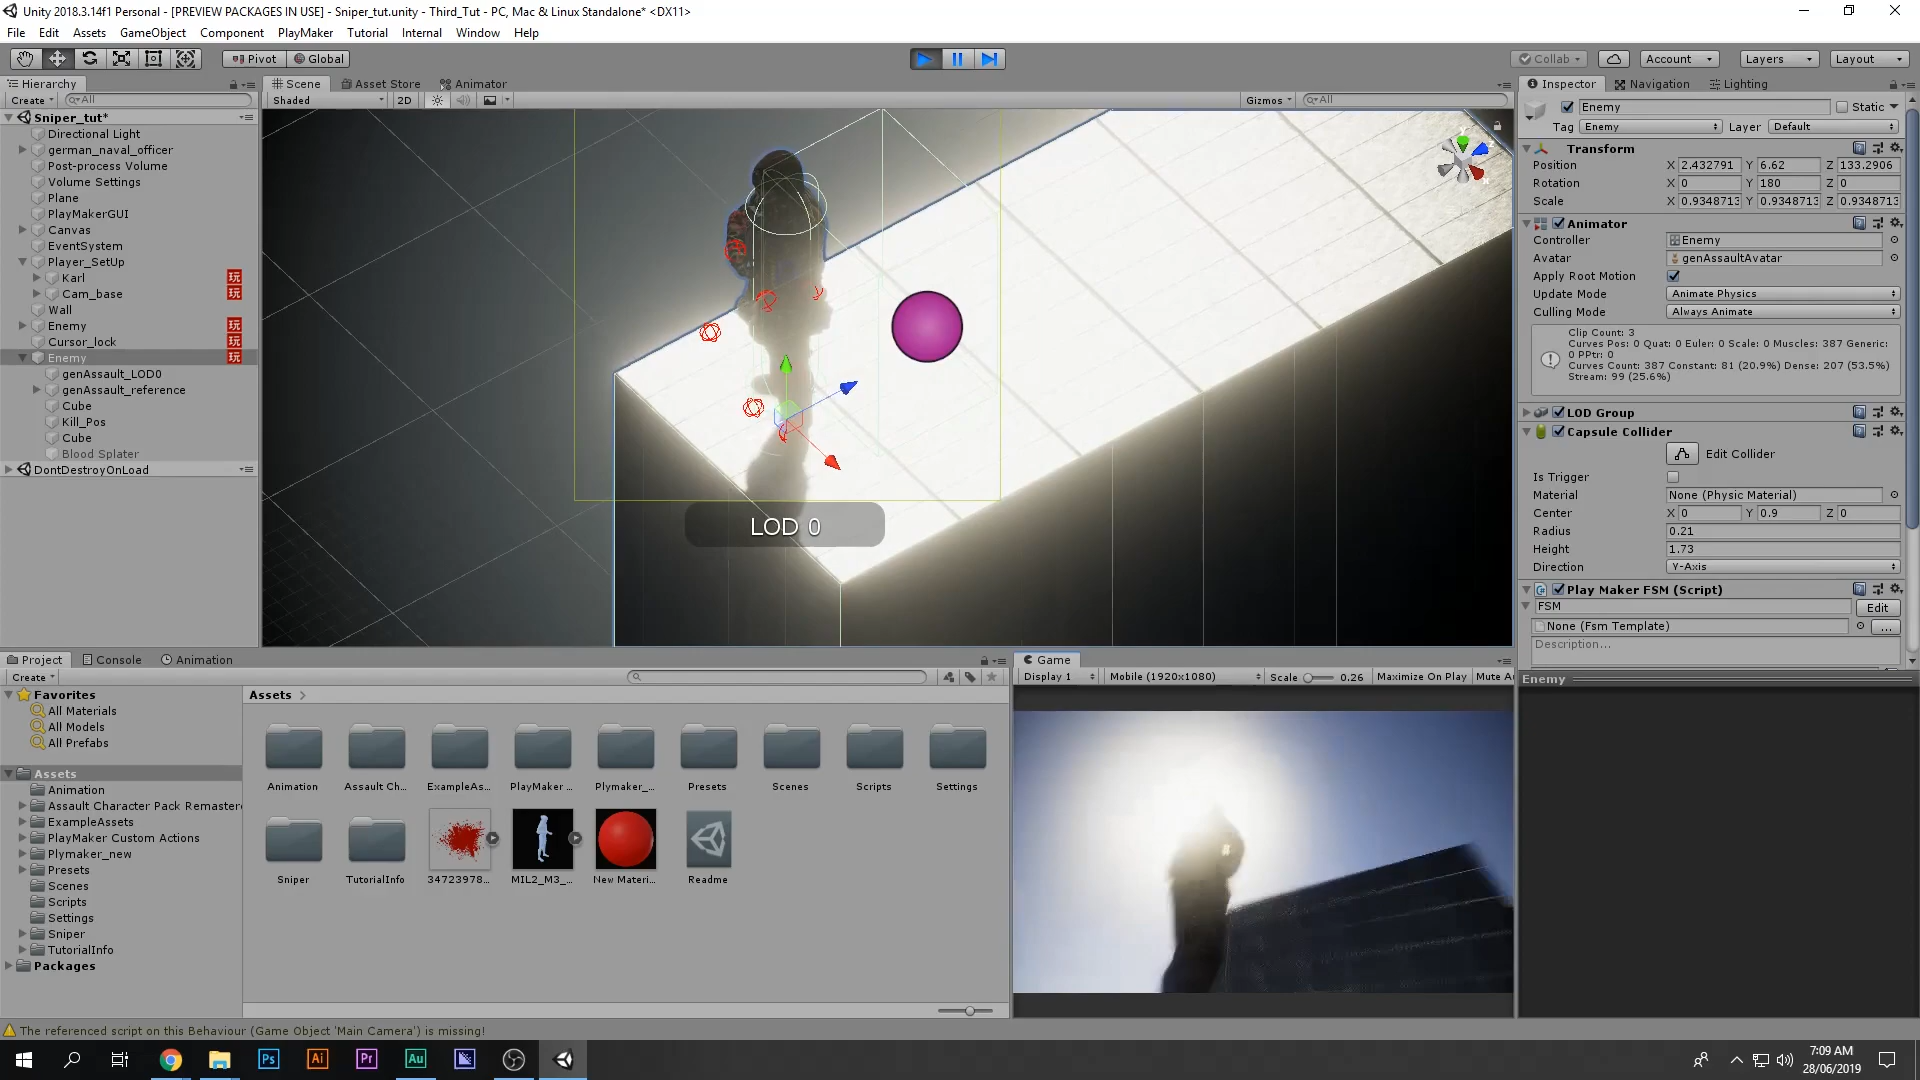 Unity 2018.3.14f1 Personal - [PREVIEW PACKAGES IN USE] - Sniper_tut.unity - Third_Tut - PC, Mac & Linux Standalone* <DX11>
File Edit Assets GameObject Component PlayMaker Tutorial Internal Window Help
Pivot Global Collab Account Layers Layout
Hierarchy
Create All
Sniper_tut*
Directional Light
german_naval_officer
Post-process Volume
Volume Settings
Plane
PlayMakerGUI
Canvas
EventSystem
Player_SetUp
Karl 玩
Cam_base 玩
Wall
Enemy 玩
Cursor_lock 玩
Enemy 玩
genAssault_LOD0
genAssault_reference
Cube
Kill_Pos
Cube
Blood Splater
DontDestroyOnLoad
Scene Asset Store Animator
Shaded 2D Gizmos All
LOD 0
Inspector Navigation Lighting
Enemy Static
Tag Enemy Layer Default
Transform
Position X 2.432791 Y 6.62 Z 133.2906
Rotation X 0 Y 180 Z 0
Scale X 0.9348713 Y 0.9348713 Z 0.9348713
Animator
Controller Enemy
Avatar genAssaultAvatar
Apply Root Motion
Update Mode Animate Physics
Culling Mode Always Animate
Clip Count: 3
Curves Pos: 0 Quat: 0 Euler: 0 Scale: 0 Muscles: 387 Generic:
0 PPtr: 0
Curves Count: 387 Constant: 81 (20.9%) Dense: 207 (53.5%)
Stream: 99 (25.6%)
LOD Group
Capsule Collider
Edit Collider
Is Trigger
Material None (Physic Material)
Center X 0 Y 0.9 Z 0
Radius 0.21
Height 1.73
Direction Y-Axis
Play Maker FSM (Script)
FSM Edit
None (Fsm Template) ...
Description...
Enemy
Project Console Animation
Create
Favorites
All Materials
All Models
All Prefabs
Assets
Animation
Assault Character Pack Remastere
ExampleAssets
PlayMaker Custom Actions
Plymaker_new
Presets
Scenes
Scripts
Settings
Sniper
TutorialInfo
Packages
Assets
Animation Assault Ch... ExampleAs... PlayMaker ... Plymaker_... Presets Scenes Scripts Settings
Sniper TutorialInfo 34723978... MIL2_M3_... New Materi... Readme
Game
Display 1 Mobile (1920x1080) Scale 0.26 Maximize On Play Mute A
The referenced script on this Behaviour (Game Object 'Main Camera') is missing!
Ps Ai Pr Au
7:09 AM
28/06/2019